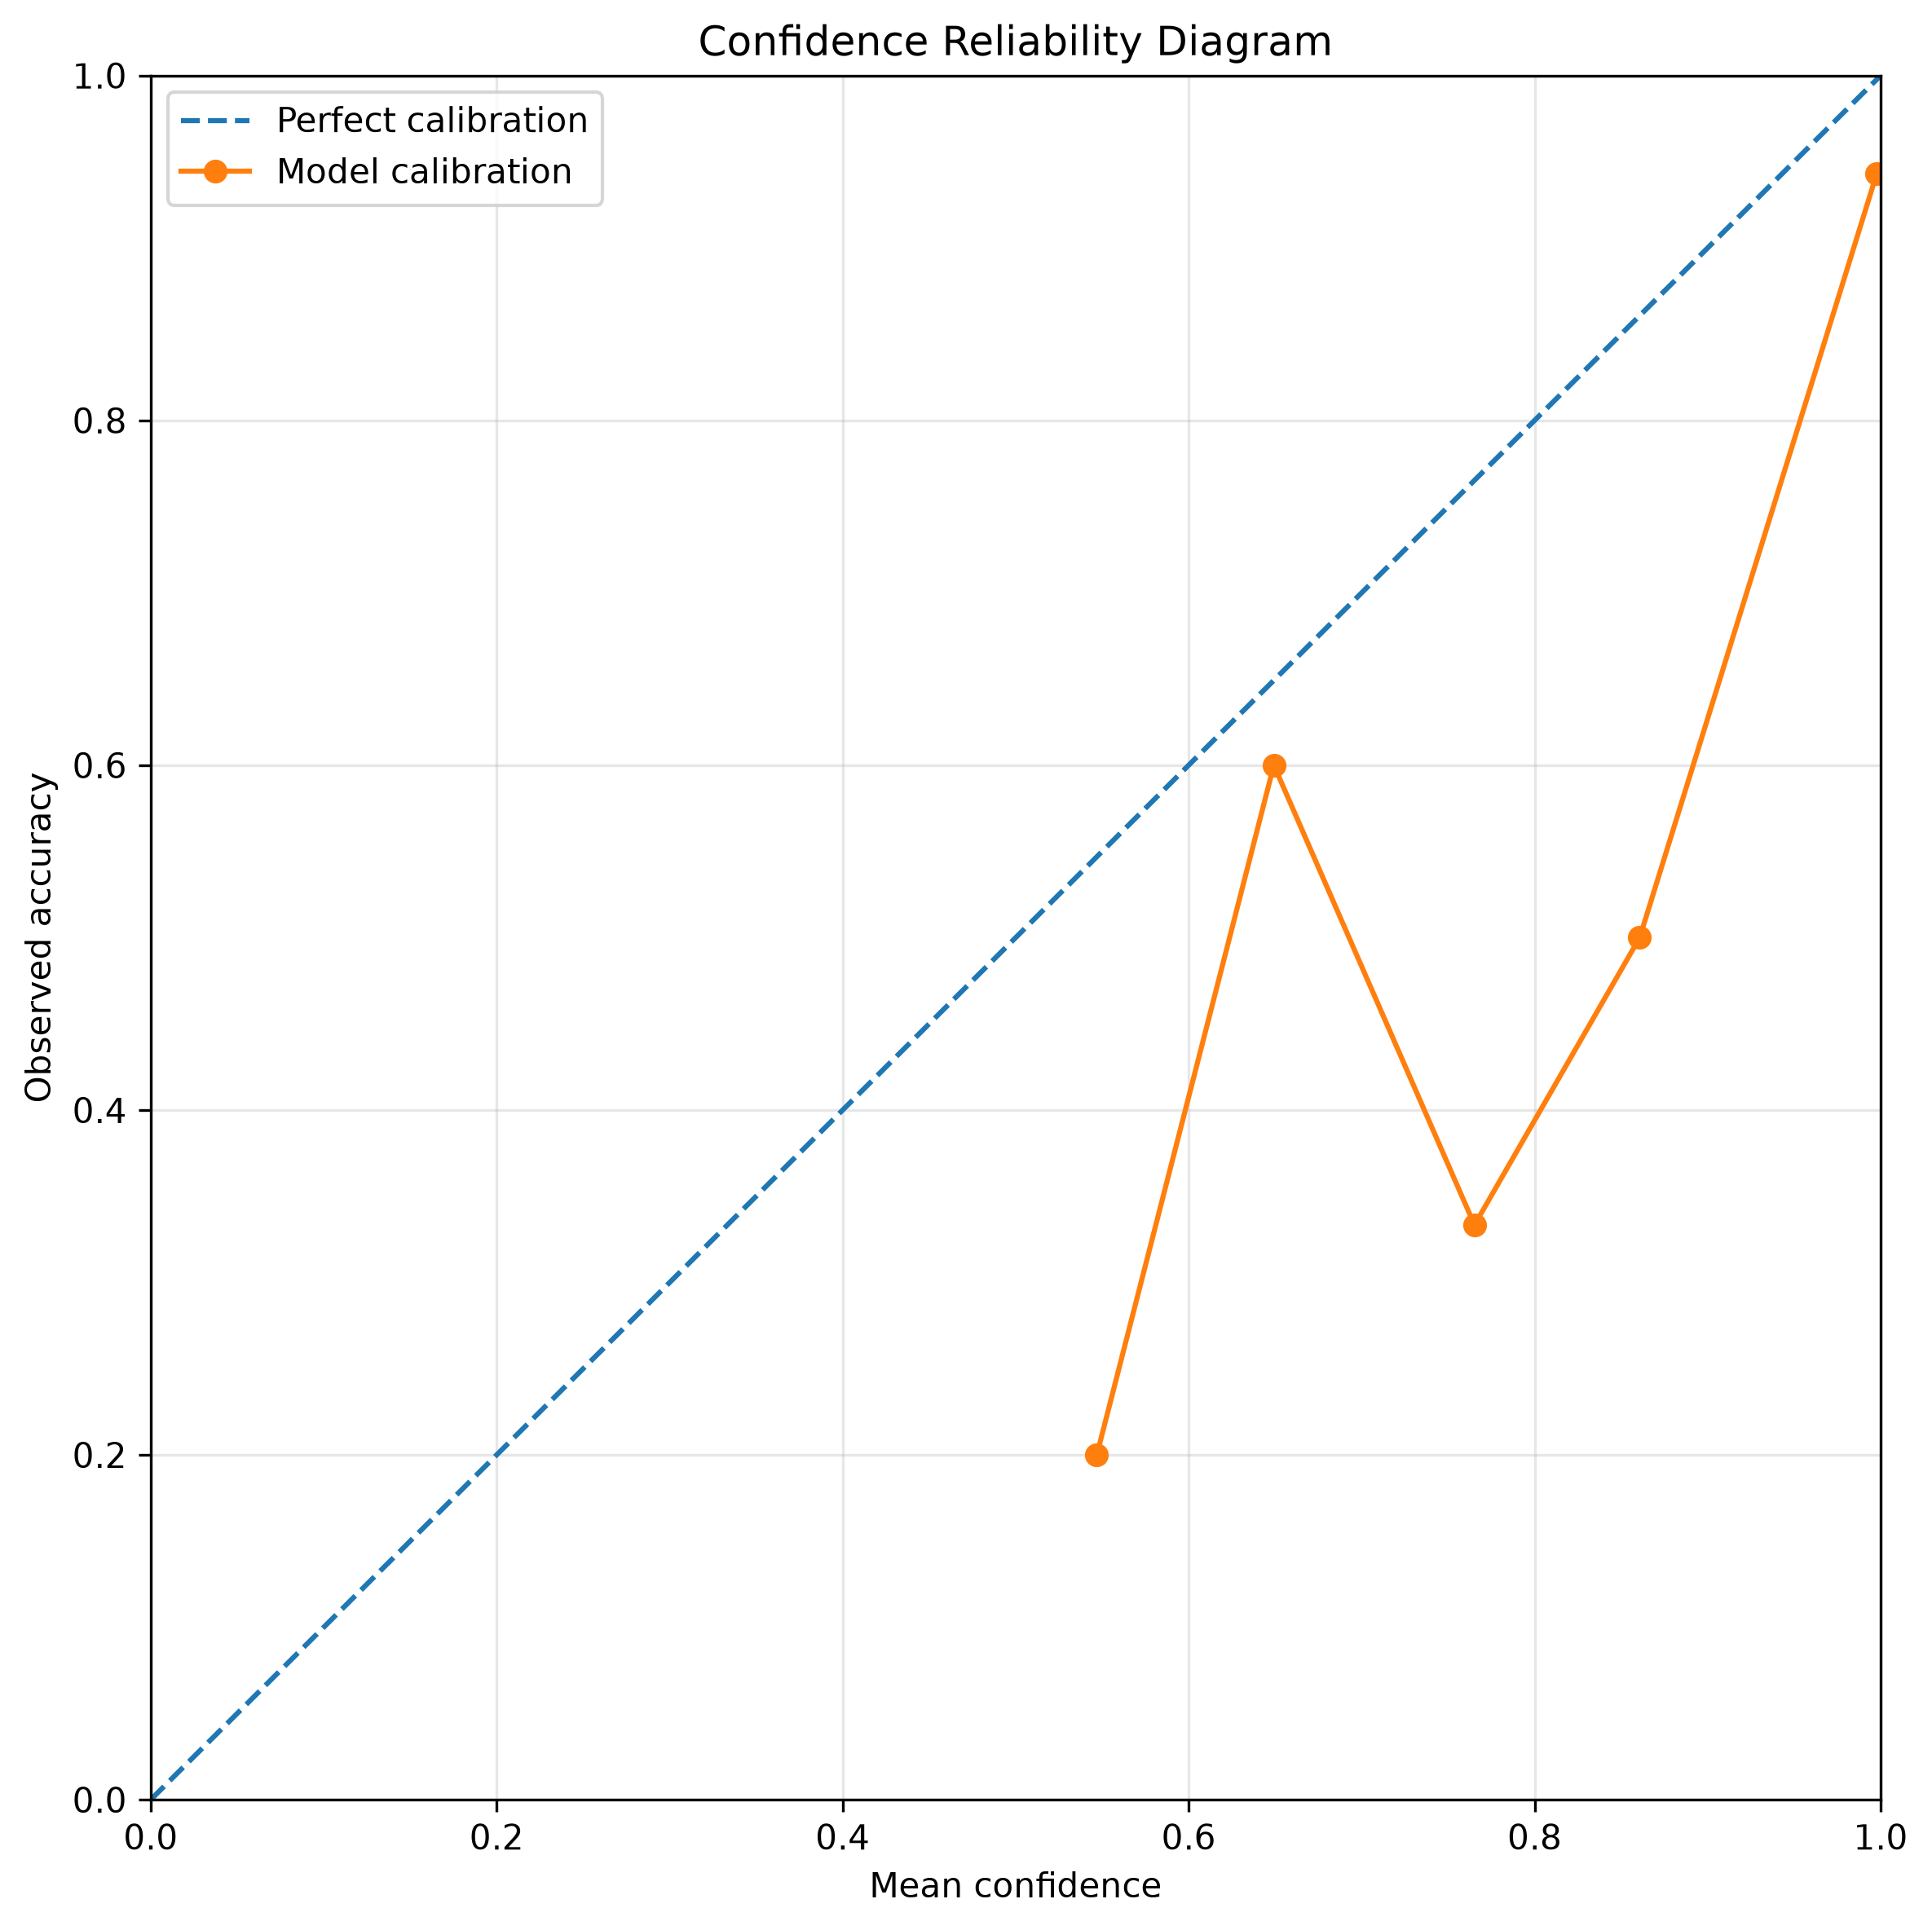 Confidence Reliability Diagram
Perfect calibration
Model calibration
Observed accuracy
1.0
0.8
0.6
0.4
0.2
0.0
0.0 0.2 0.4 0.6 0.8 1.0
Mean confidence